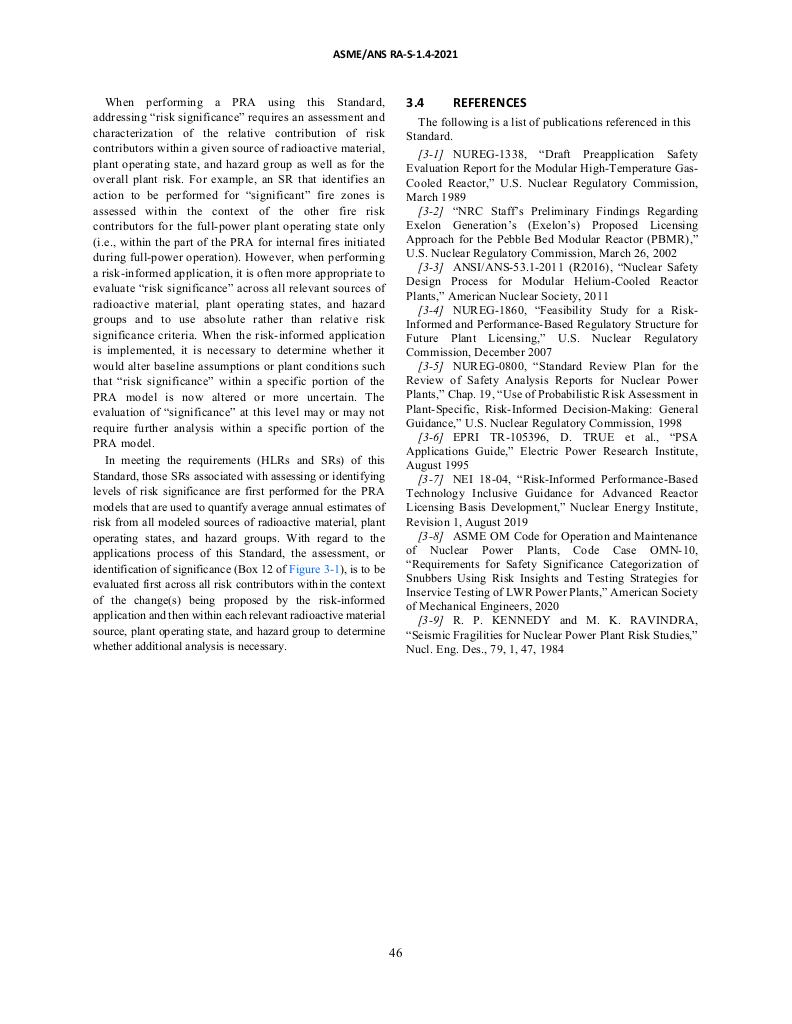 ASME/ANS RA-S-1.4-2021
When performing a PRA using this Standard,
addressing “risk significance” requires an assessment and
characterization of the relative contribution of risk
contributors within a given source of radioactive material,
plant operating state, and hazard group as well as for the
overall plant risk. For example, an SR that identifies an
action to be performed for “significant” fire zones is
assessed within the context of the other fire risk
contributors for the full-power plant operating state only
(i.e., within the part of the PRA for internal fires initiated
during full-power operation). However, when performing
a risk-informed application, it is often more appropriate to
evaluate “risk significance” across all relevant sources of
radioactive material, plant operating states, and hazard
groups and to use absolute rather than relative risk
significance criteria. When the risk-informed application
is implemented, it is necessary to determine whether it
would alter baseline assumptions or plant conditions such
that “risk significance” within a specific portion of the
PRA model is now altered or more uncertain. The
evaluation of “significance” at this level may or may not
require further analysis within a specific portion of the
PRA model.
In meeting the requirements (HLRs and SRs) of this
Standard, those SRs associated with assessing or identifying
levels of risk significance are first performed for the PRA
models that are used to quantify average annual estimates of
risk from all modeled sources of radioactive material, plant
operating states, and hazard groups. With regard to the
applications process of this Standard, the assessment, or
identification of significance (Box 12 of Figure 3-1), is to be
evaluated first across all risk contributors within the context
of the change(s) being proposed by the risk-informed
application and then within each relevant radioactive material
source, plant operating state, and hazard group to determine
whether additional analysis is necessary.
3.4 REFERENCES
The following is a list of publications referenced in this
Standard.
[3-1] NUREG-1338, “Draft Preapplication Safety
Evaluation Report for the Modular High-Temperature Gas-
Cooled Reactor,” U.S. Nuclear Regulatory Commission,
March 1989
[3-2] “NRC Staff’s Preliminary Findings Regarding
Exelon Generation’s (Exelon’s) Proposed Licensing
Approach for the Pebble Bed Modular Reactor (PBMR),”
U.S. Nuclear Regulatory Commission, March 26, 2002
[3-3] ANSI/ANS-53.1-2011 (R2016), “Nuclear Safety
Design Process for Modular Helium-Cooled Reactor
Plants,” American Nuclear Society, 2011
[3-4] NUREG-1860, “Feasibility Study for a Risk-
Informed and Performance-Based Regulatory Structure for
Future Plant Licensing,” U.S. Nuclear Regulatory
Commission, December 2007
[3-5] NUREG-0800, “Standard Review Plan for the
Review of Safety Analysis Reports for Nuclear Power
Plants,” Chap. 19, “Use of Probabilistic Risk Assessment in
Plant-Specific, Risk-Informed Decision-Making: General
Guidance,” U.S. Nuclear Regulatory Commission, 1998
[3-6] EPRI TR-105396, D. TRUE et al., “PSA
Applications Guide,” Electric Power Research Institute,
August 1995
[3-7] NEI 18-04, “Risk-Informed Performance-Based
Technology Inclusive Guidance for Advanced Reactor
Licensing Basis Development,” Nuclear Energy Institute,
Revision 1, August 2019
[3-8] ASME OM Code for Operation and Maintenance
of Nuclear Power Plants, Code Case OMN-10,
“Requirements for Safety Significance Categorization of
Snubbers Using Risk Insights and Testing Strategies for
Inservice Testing of LWR Power Plants,” American Society
of Mechanical Engineers, 2020
[3-9] R. P. KENNEDY and M. K. RAVINDRA,
“Seismic Fragilities for Nuclear Power Plant Risk Studies,”
Nucl. Eng. Des., 79, 1, 47, 1984
46